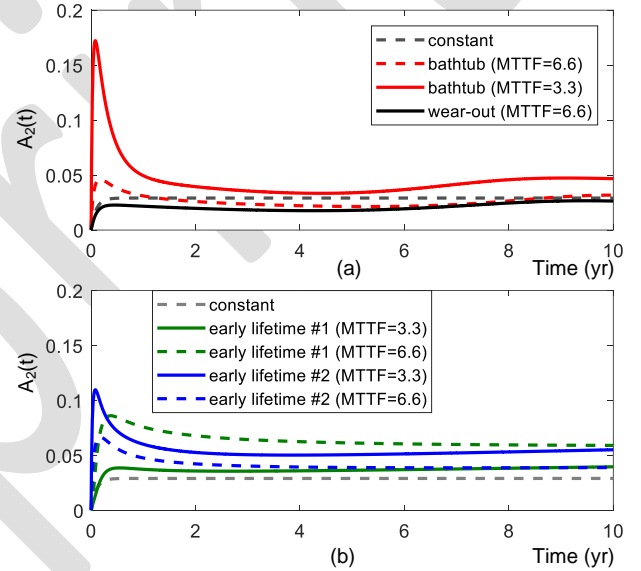 0.2
0.15
0.1
0.05
0
A2(t)
constant
bathtub (MTTF=6.6)
bathtub (MTTF=3.3)
wear-out (MTTF=6.6)
0 2 4 6 8 10
(a) Time (yr)
0.2
0.15
0.1
0.05
0
A2(t)
constant
early lifetime #1 (MTTF=3.3)
early lifetime #1 (MTTF=6.6)
early lifetime #2 (MTTF=3.3)
early lifetime #2 (MTTF=6.6)
0 2 4 6 8 10
(b) Time (yr)